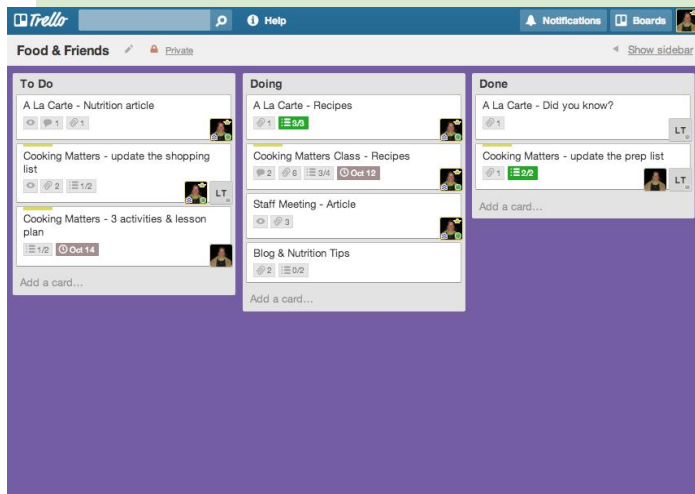 Trello
Help
Notifications
Boards
Food & Friends
Private
Show sidebar
To Do
A La Carte - Nutrition article
1
1
Cooking Matters - update the shopping
list
2
1/2
LT
Cooking Matters - 3 activities & lesson
plan
1/2
Oct 14
Add a card...
Doing
A La Carte - Recipes
1
3/3
Cooking Matters Class - Recipes
2
6
3/4
Oct 12
Staff Meeting - Article
3
Blog & Nutrition Tips
2
0/2
Add a card...
Done
A La Carte - Did you know?
1
LT
Cooking Matters - update the prep list
1
2/2
LT
Add a card...